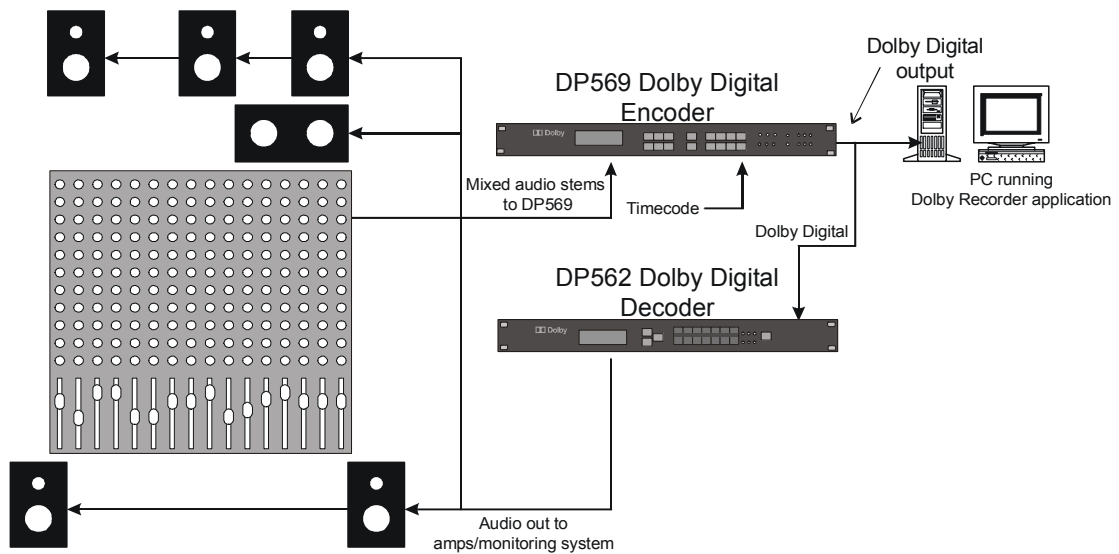 Dolby Digital
output
DP569 Dolby Digital
Encoder
Dolby
Mixed audio stems
to DP569
Timecode
PC running
Dolby Recorder application
Dolby Digital
DP562 Dolby Digital
Decoder
Dolby
Audio out to
amps/monitoring system